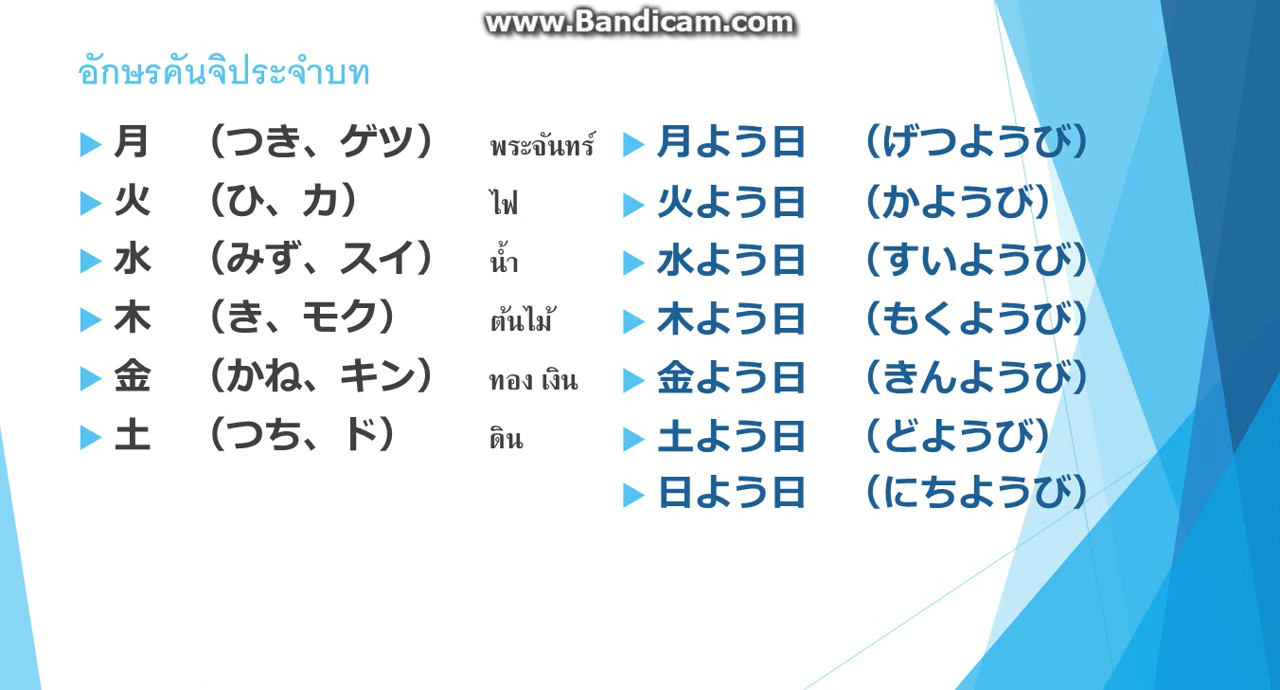 www.Bandicam.com
อักษรคันจิประจำบท
月 （つき、ゲツ） พระจันทร์ 月よう日 （げつようび）
火 （ひ、カ） ไฟ 火よう日 （かようび）
水 （みず、スイ） น้ำ 水よう日 （すいようび）
木 （き、モク） ต้นไม้ 木よう日 （もくようび）
金 （かね、キン） ทอง เงิน 金よう日 （きんようび）
土 （つち、ド） ดิน 土よう日 （どようび）
日よう日 （にちようび）